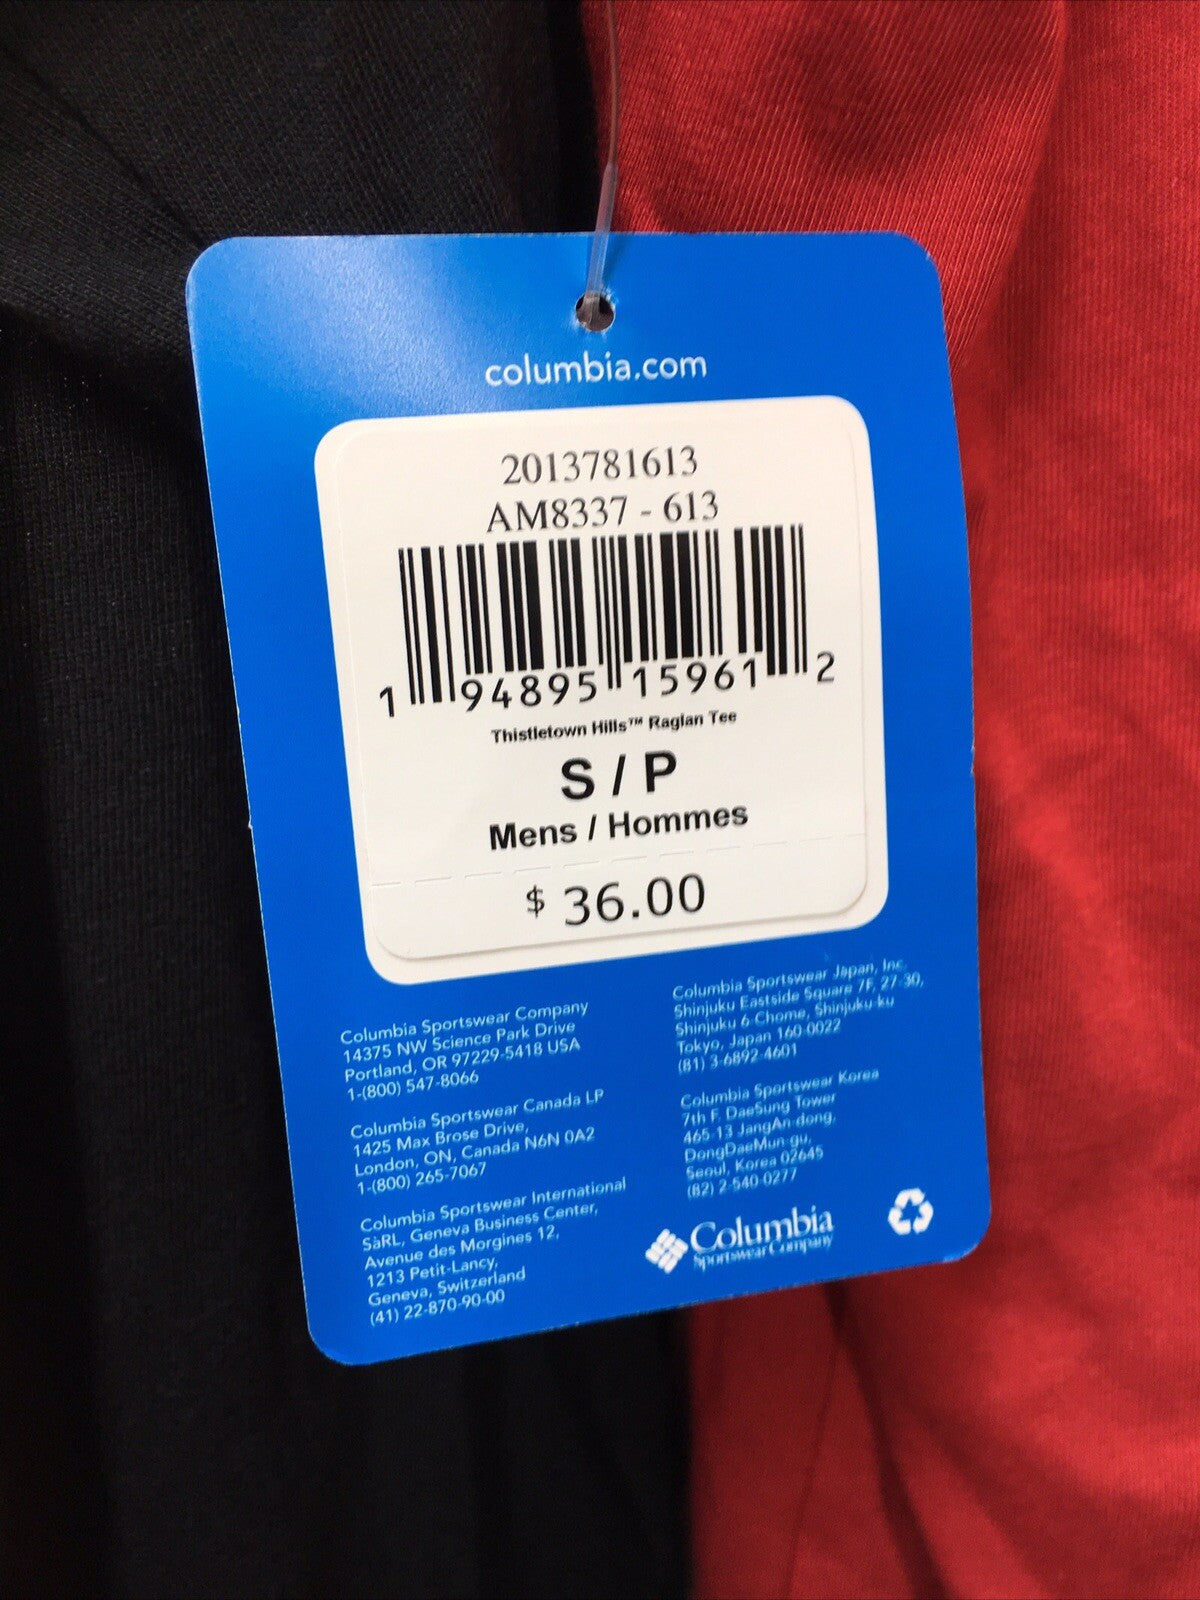 columbia.com
2013781613
AM8337 - 613
1 94895 15961 2
Thistletown Hills™ Raglan Tee
S / P
Mens / Hommes
$ 36.00
Columbia Sportswear Company
14375 NW Science Park Drive
Portland, OR 97229-5418 USA
1-(800) 547-8066
Columbia Sportswear Canada LP
1425 Max Brose Drive,
London, ON, Canada N6N 0A2
1-(800) 265-7067
Columbia Sportswear International
SàRL, Geneva Business Center,
Avenue des Morgines 12,
1213 Petit-Lancy,
Geneva, Switzerland
(41) 22-870-90-00
Columbia Sportswear Japan, Inc.
Shinjuku Eastside Square 7F, 27-30,
Shinjuku 6-Chome, Shinjuku-ku
Tokyo, Japan 160-0022
(81) 3-6892-4601
Columbia Sportswear Korea
7th F. DaeSung Tower
465-13 JangAn-dong,
DongDaeMun-gu,
Seoul, Korea 02645
(82) 2-540-0277
Columbia
Sportswear Company